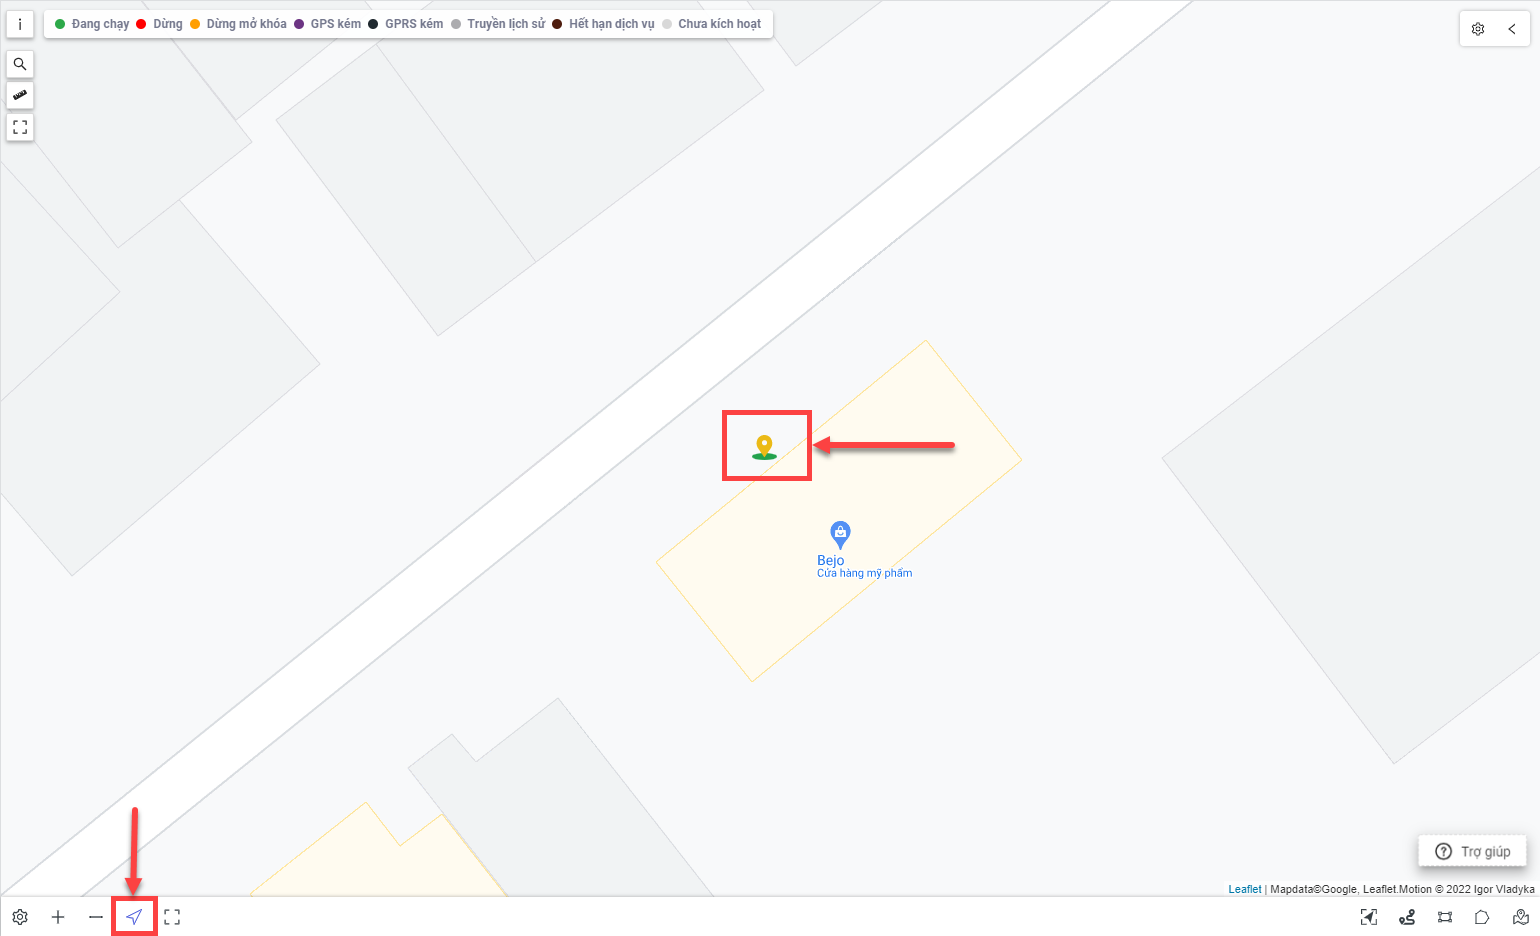 i
Đang chạy Dừng Dừng mở khóa GPS kém GPRS kém Truyền lịch sử Hết hạn dịch vụ Chưa kích hoạt
Bejo
Cửa hàng mỹ phẩm
Trợ giúp
Leaflet | Mapdata©Google, Leaflet.Motion © 2022 Igor Vladyka